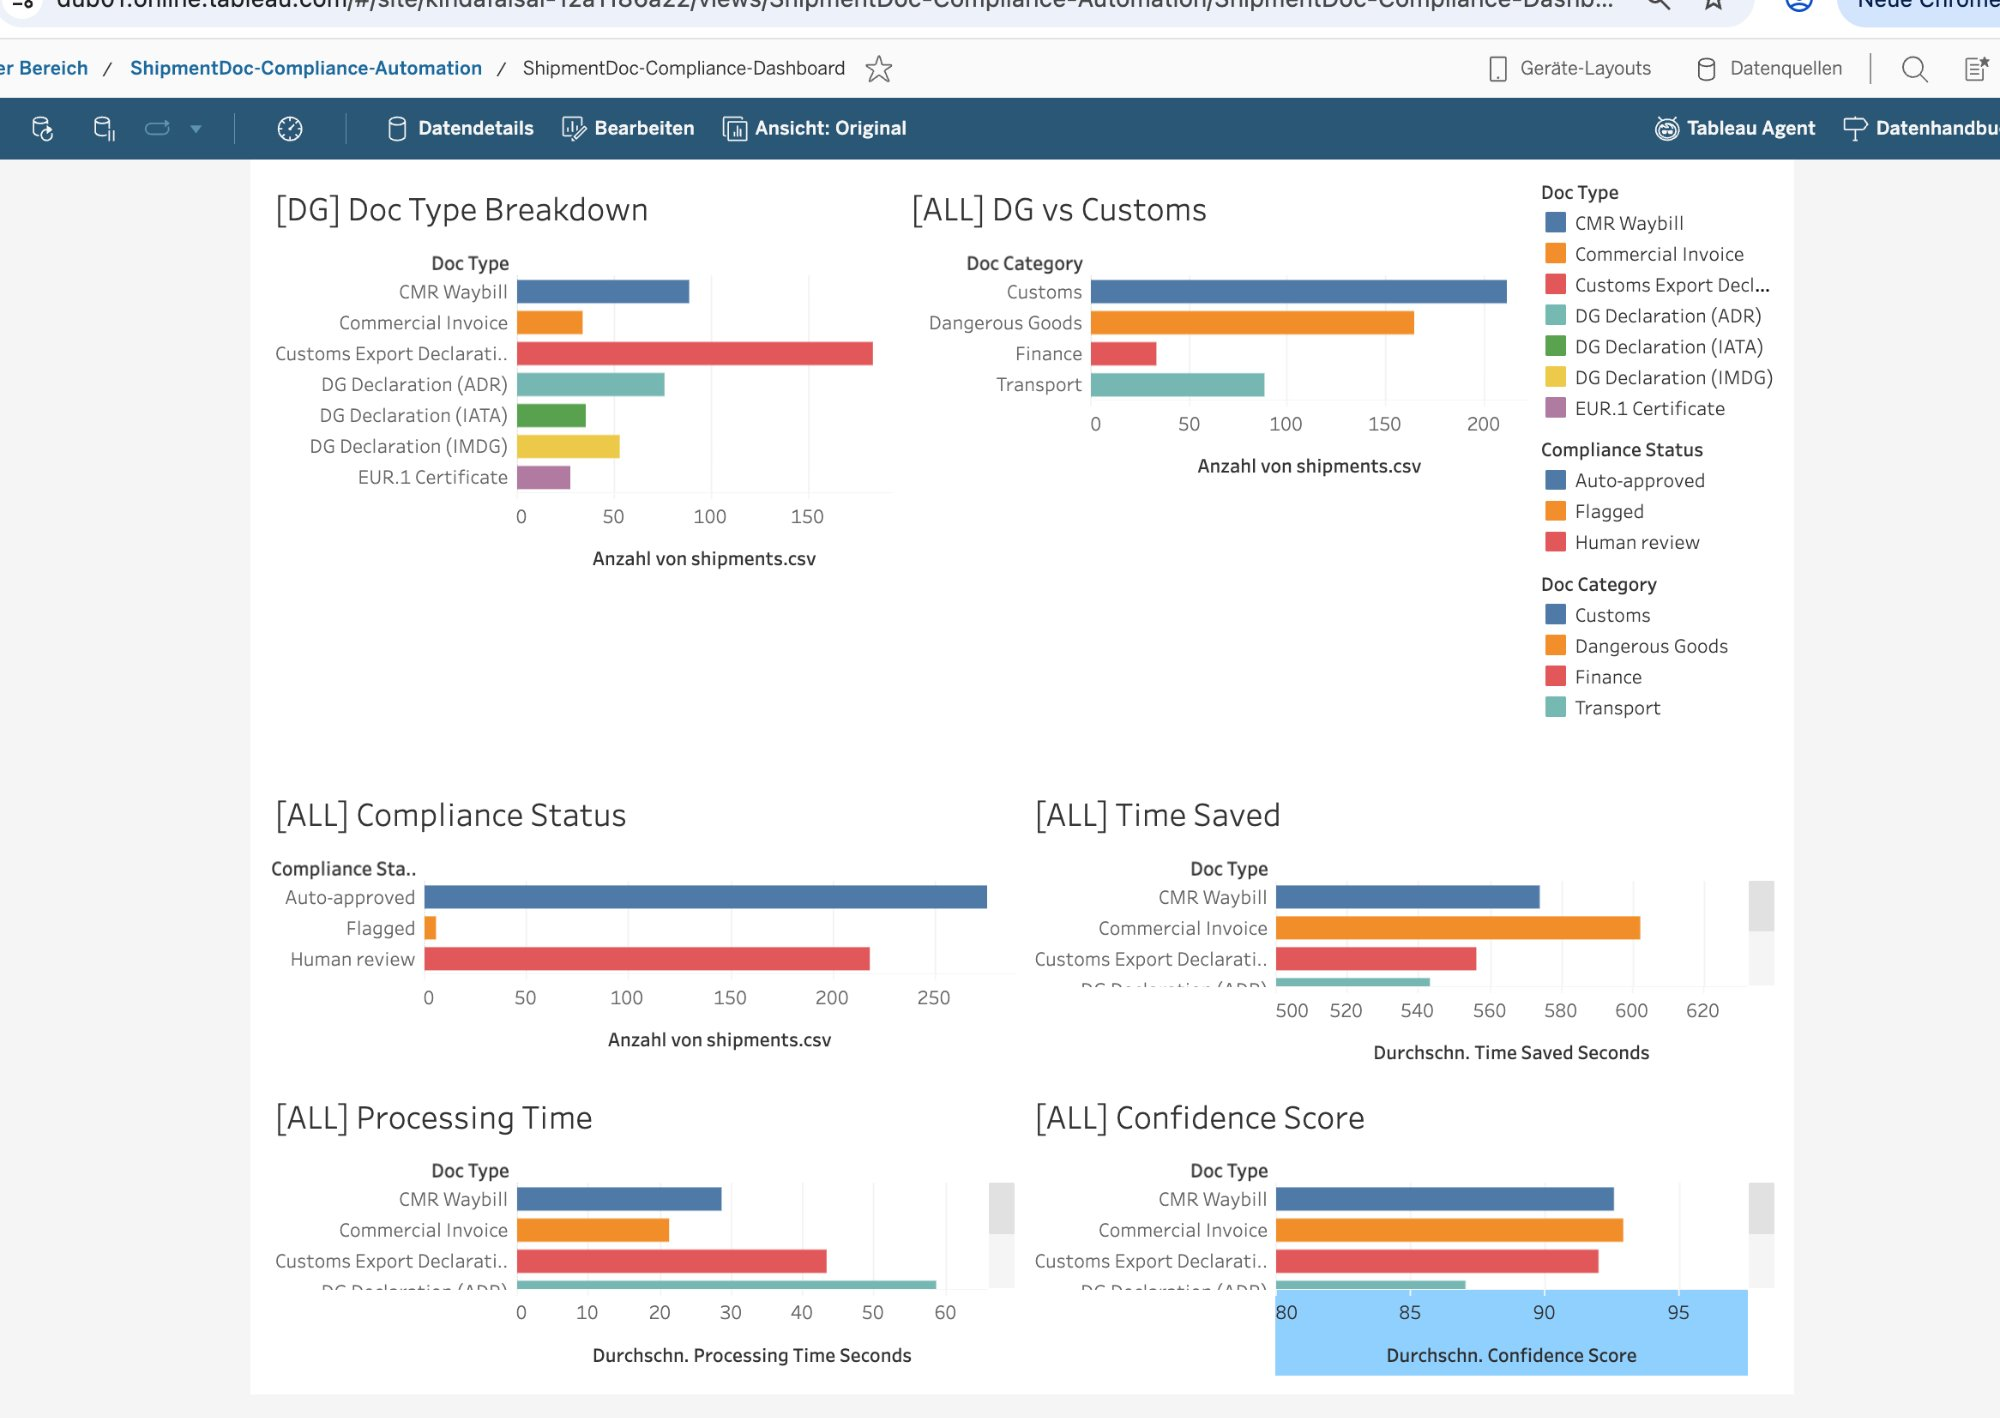 er Bereich / ShipmentDoc-Compliance-Automation / ShipmentDoc-Compliance-Dashboard
Geräte-Layouts Datenquellen
Datendetails Bearbeiten Ansicht: Original Tableau Agent Datenhandbu
[DG] Doc Type Breakdown
Doc Type
CMR Waybill
Commercial Invoice
Customs Export Declarati..
DG Declaration (ADR)
DG Declaration (IATA)
DG Declaration (IMDG)
EUR.1 Certificate
0 50 100 150
Anzahl von shipments.csv
[ALL] DG vs Customs
Doc Category
Customs
Dangerous Goods
Finance
Transport
0 50 100 150 200
Anzahl von shipments.csv
Doc Type
CMR Waybill
Commercial Invoice
Customs Export Decl...
DG Declaration (ADR)
DG Declaration (IATA)
DG Declaration (IMDG)
EUR.1 Certificate
Compliance Status
Auto-approved
Flagged
Human review
Doc Category
Customs
Dangerous Goods
Finance
Transport
[ALL] Compliance Status
Compliance Sta..
Auto-approved
Flagged
Human review
0 50 100 150 200 250
Anzahl von shipments.csv
[ALL] Time Saved
Doc Type
CMR Waybill
Commercial Invoice
Customs Export Declarati..
DG Declaration (ADR)
500 520 540 560 580 600 620
Durchschn. Time Saved Seconds
[ALL] Processing Time
Doc Type
CMR Waybill
Commercial Invoice
Customs Export Declarati..
DG Declaration (ADR)
0 10 20 30 40 50 60
Durchschn. Processing Time Seconds
[ALL] Confidence Score
Doc Type
CMR Waybill
Commercial Invoice
Customs Export Declarati..
DG Declaration (ADR)
80 85 90 95
Durchschn. Confidence Score